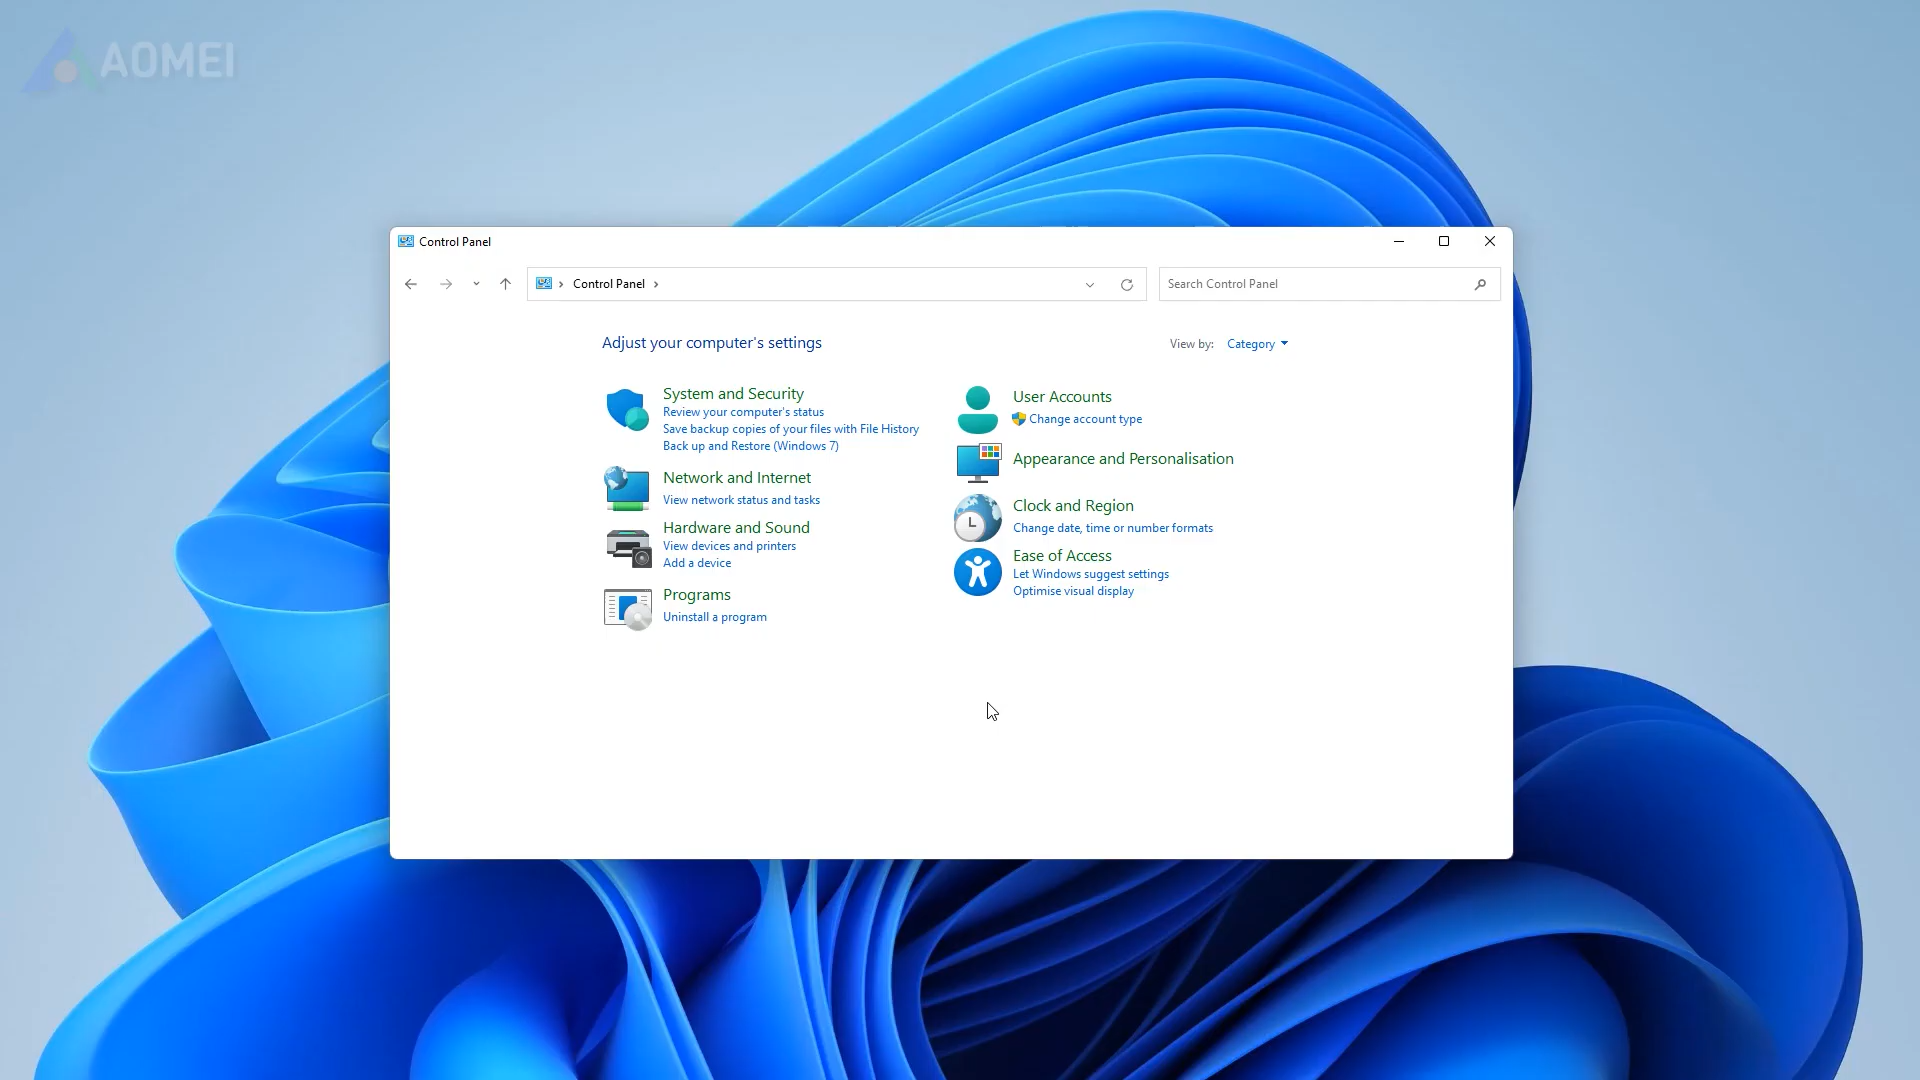 AOMEI
Control Panel
Control Panel
Search Control Panel
Adjust your computer's settings
View by: Category
System and Security
Review your computer's status
Save backup copies of your files with File History
Back up and Restore (Windows 7)
Network and Internet
View network status and tasks
Hardware and Sound
View devices and printers
Add a device
Programs
Uninstall a program
User Accounts
Change account type
Appearance and Personalisation
Clock and Region
Change date, time or number formats
Ease of Access
Let Windows suggest settings
Optimise visual display